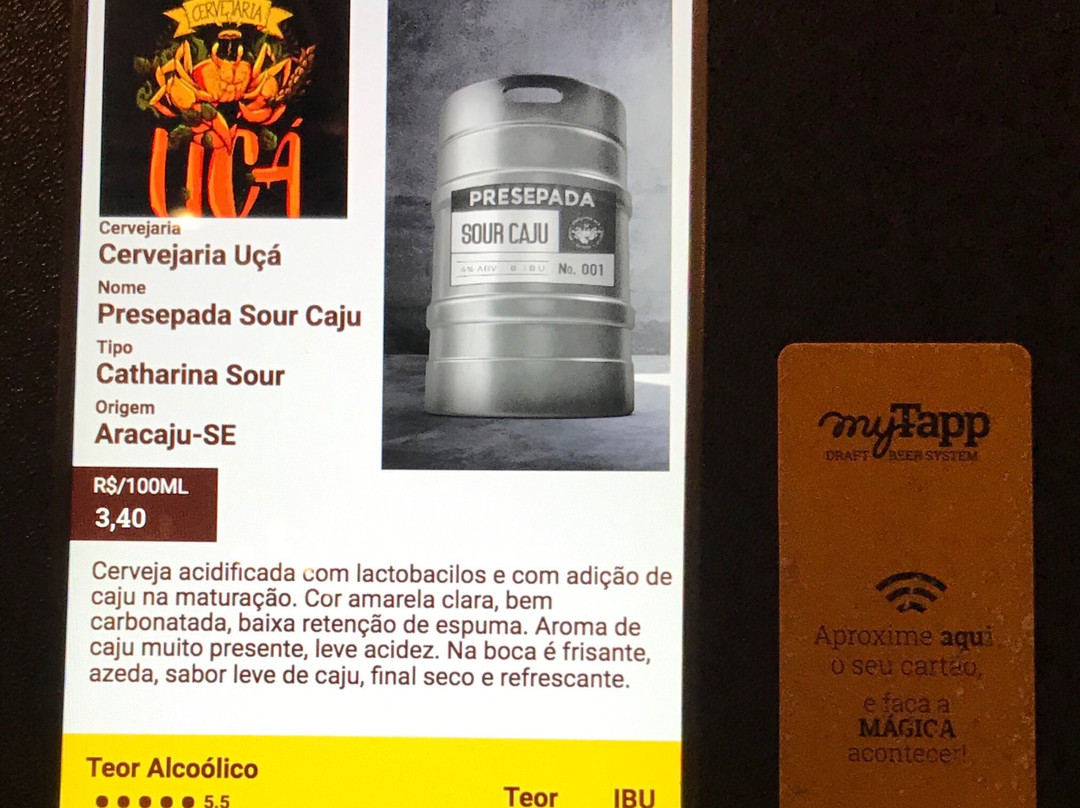 CERVEJARIA
UÇÁ
Cervejaria
Cervejaria Uçá
Nome
Presepada Sour Caju
Tipo
Catharina Sour
Origem
Aracaju-SE
R$/100ML
3,40
PRESEPADA
SOUR CAJU
4% ABV 8 IBU No. 001
Cerveja acidificada com lactobacilos e com adição de
caju na maturação. Cor amarela clara, bem
carbonatada, baixa retenção de espuma. Aroma de
caju muito presente, leve acidez. Na boca é frisante,
azeda, sabor leve de caju, final seco e refrescante.
Teor Alcoólico
5.5
Teor IBU
myTapp
DRAFT BEER SYSTEM
Aproxime aqui
o seu cartão,
e faça a
MÁGICA
acontecer!